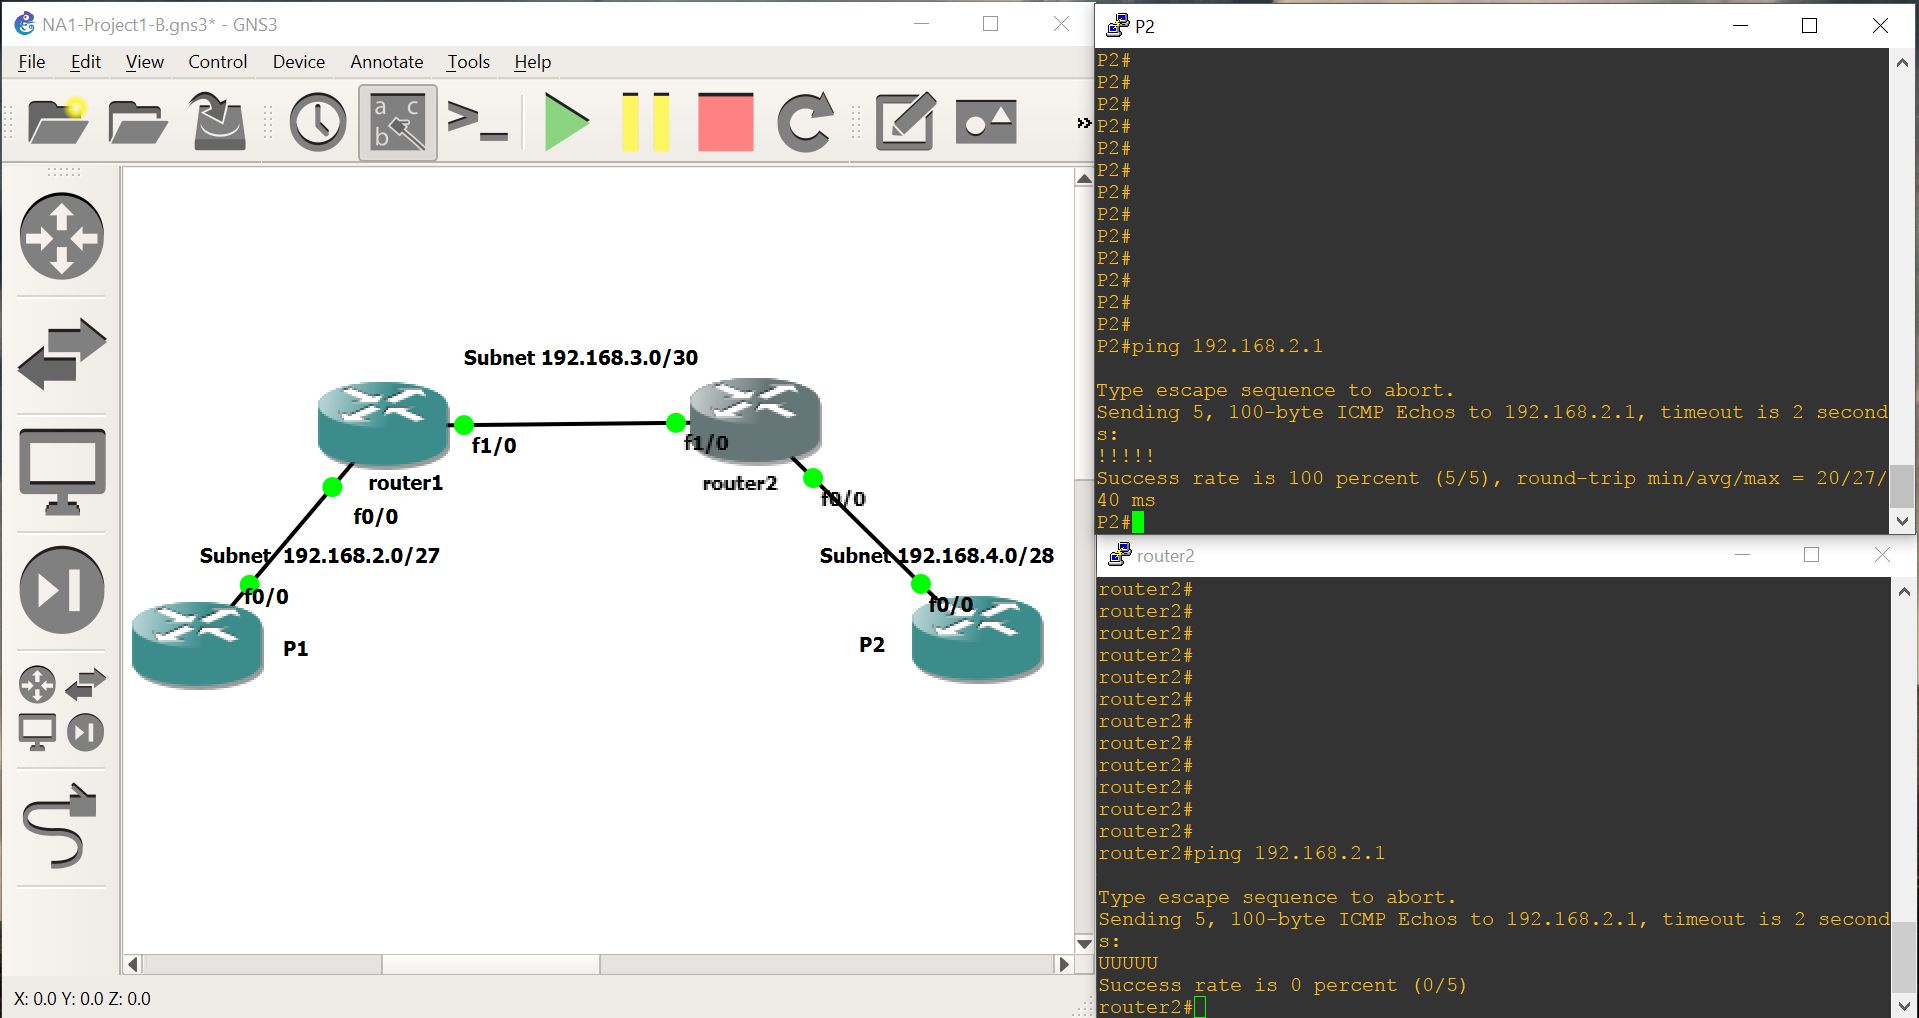 NA1-Project1-B.gns3* - GNS3
File Edit View Control Device Annotate Tools Help
a c
b
Subnet 192.168.3.0/30
f1/0
f1/0
router1
router2
f0/0
f0/0
Subnet 192.168.2.0/27
Subnet 192.168.4.0/28
f0/0
f0/0
P1
P2
X: 0.0 Y: 0.0 Z: 0.0
P2
P2#
P2#
P2#
P2#
P2#
P2#
P2#
P2#
P2#
P2#
P2#
P2#
P2#
P2#ping 192.168.2.1
Type escape sequence to abort.
Sending 5, 100-byte ICMP Echos to 192.168.2.1, timeout is 2 second
s:
!!!!!
Success rate is 100 percent (5/5), round-trip min/avg/max = 20/27/
40 ms
P2#
router2
router2#
router2#
router2#
router2#
router2#
router2#
router2#
router2#
router2#
router2#
router2#
router2#
router2#ping 192.168.2.1
Type escape sequence to abort.
Sending 5, 100-byte ICMP Echos to 192.168.2.1, timeout is 2 second
s:
UUUUU
Success rate is 0 percent (0/5)
router2#